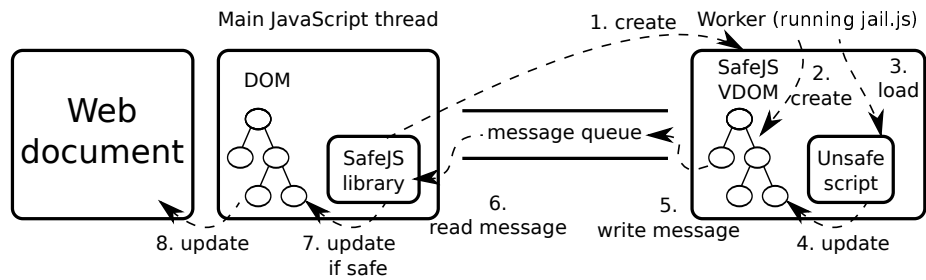 Main JavaScript thread
1. create
Worker (running jail.js)
Web
document
DOM
SafeJS
library
message queue
SafeJS
VDOM
2.
create
3.
load
Unsafe
script
4. update
5.
write message
6.
read message
7. update
if safe
8. update